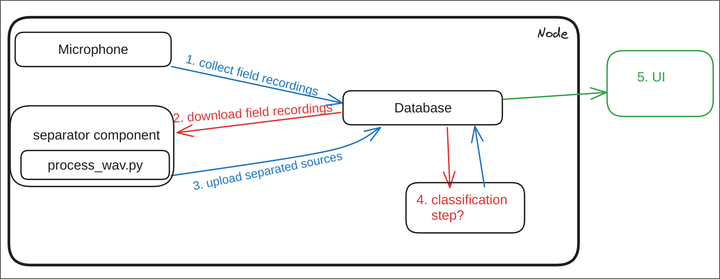 Node
Microphone
1. collect field recordings
Database
5. UI
2. download field recordings
separator component
process_wav.py
3. upload separated sources
4. classification
step?